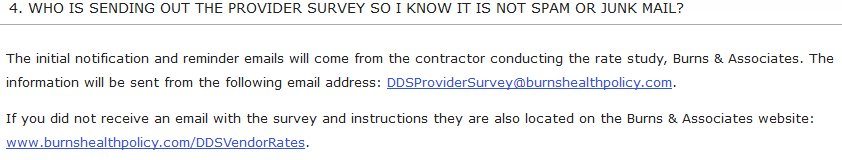 4. WHO IS SENDING OUT THE PROVIDER SURVEY SO I KNOW IT IS NOT SPAM OR JUNK MAIL?
The initial notification and reminder emails will come from the contractor conducting the rate study, Burns & Associates. The
information will be sent from the following email address: DDSProviderSurvey@burnshealthpolicy.com.
If you did not receive an email with the survey and instructions they are also located on the Burns & Associates website:
www.burnshealthpolicy.com/DDSVendorRates.